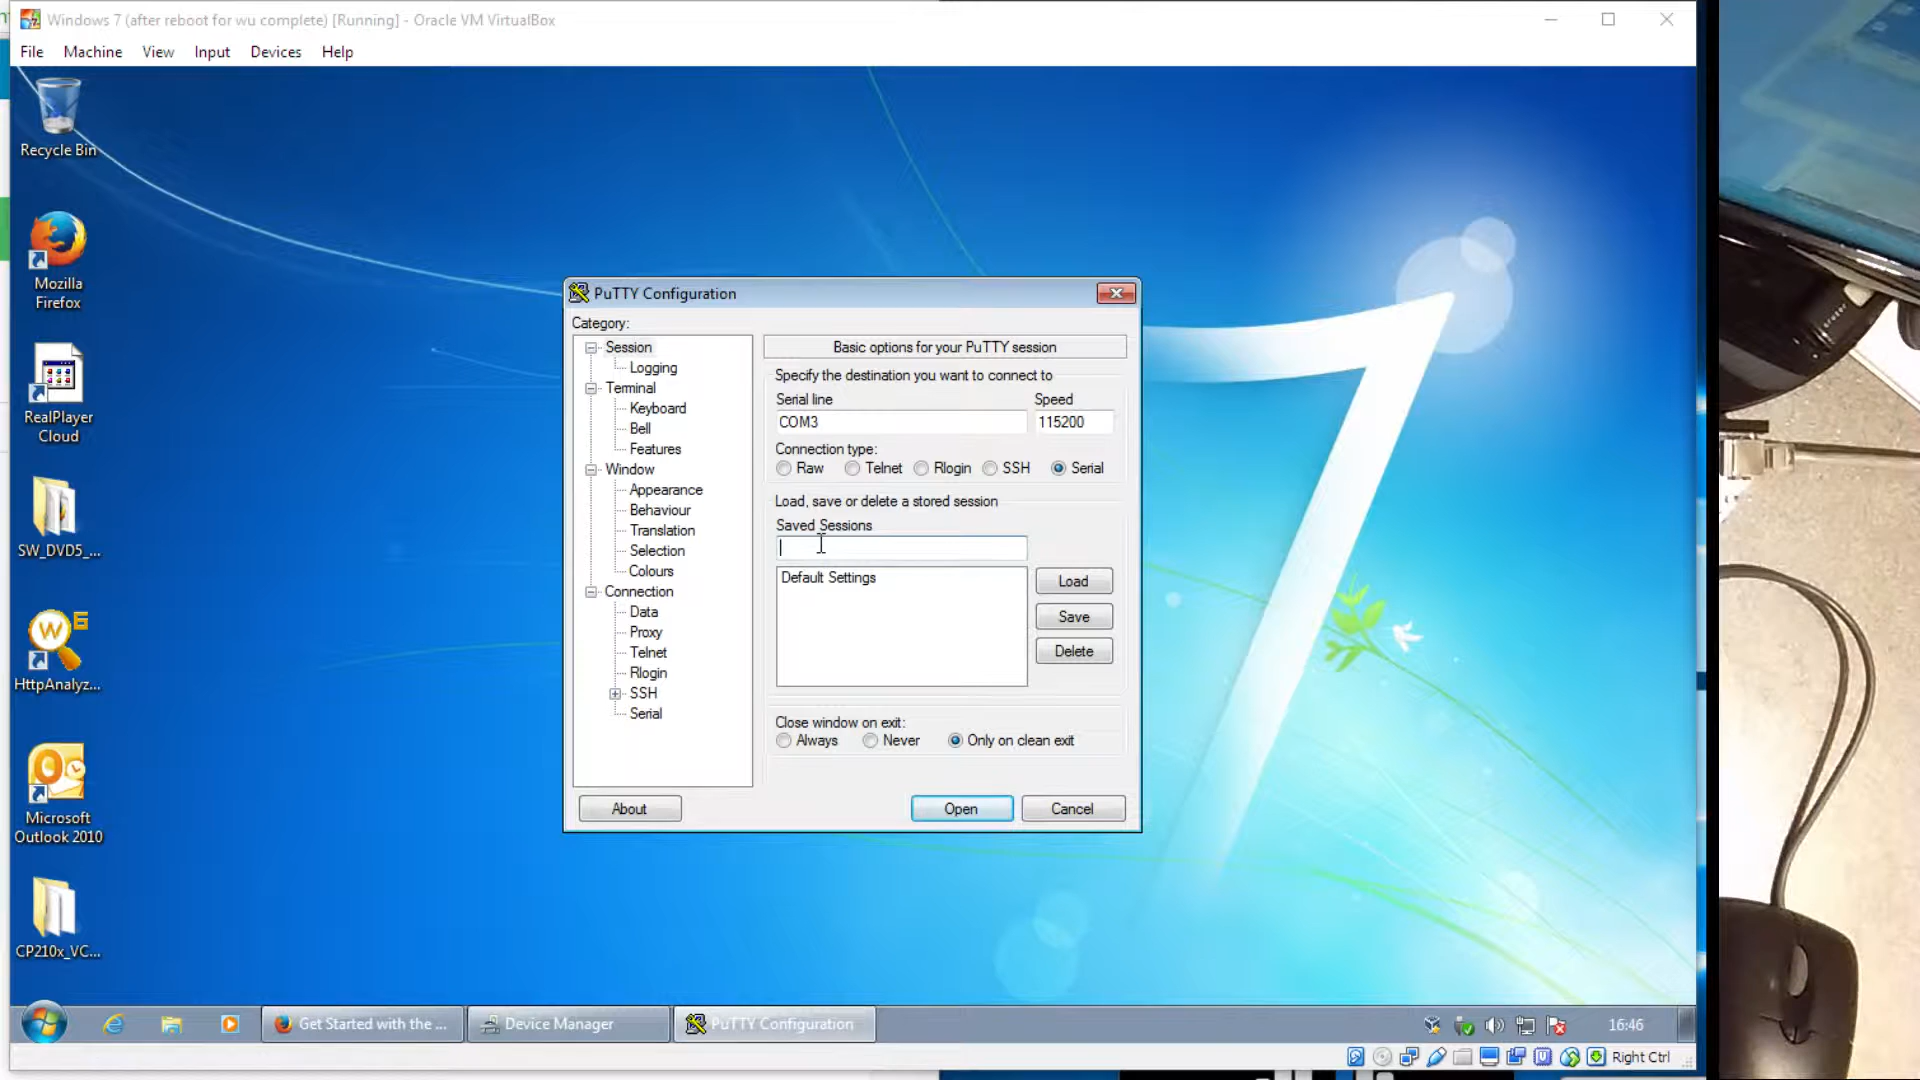 Windows 7 (after reboot for wu complete) [Running] - Oracle VM VirtualBox
File Machine View Input Devices Help
Recycle Bin
Mozilla
Firefox
RealPlayer
Cloud
SW_DVD5_...
HttpAnalyz...
Microsoft
Outlook 2010
CP210x_VC...
PuTTY Configuration
Category:
Session
Logging
Terminal
Keyboard
Bell
Features
Window
Appearance
Behaviour
Translation
Selection
Colours
Connection
Data
Proxy
Telnet
Rlogin
SSH
Serial
Basic options for your PuTTY session
Specify the destination you want to connect to
Serial line Speed
COM3 115200
Connection type:
Raw Telnet Rlogin SSH Serial
Load, save or delete a stored session
Saved Sessions
Default Settings
Load
Save
Delete
Close window on exit:
Always Never Only on clean exit
About Open Cancel
Get Started with the ... Device Manager PuTTY Configuration 16:46
Right Ctrl